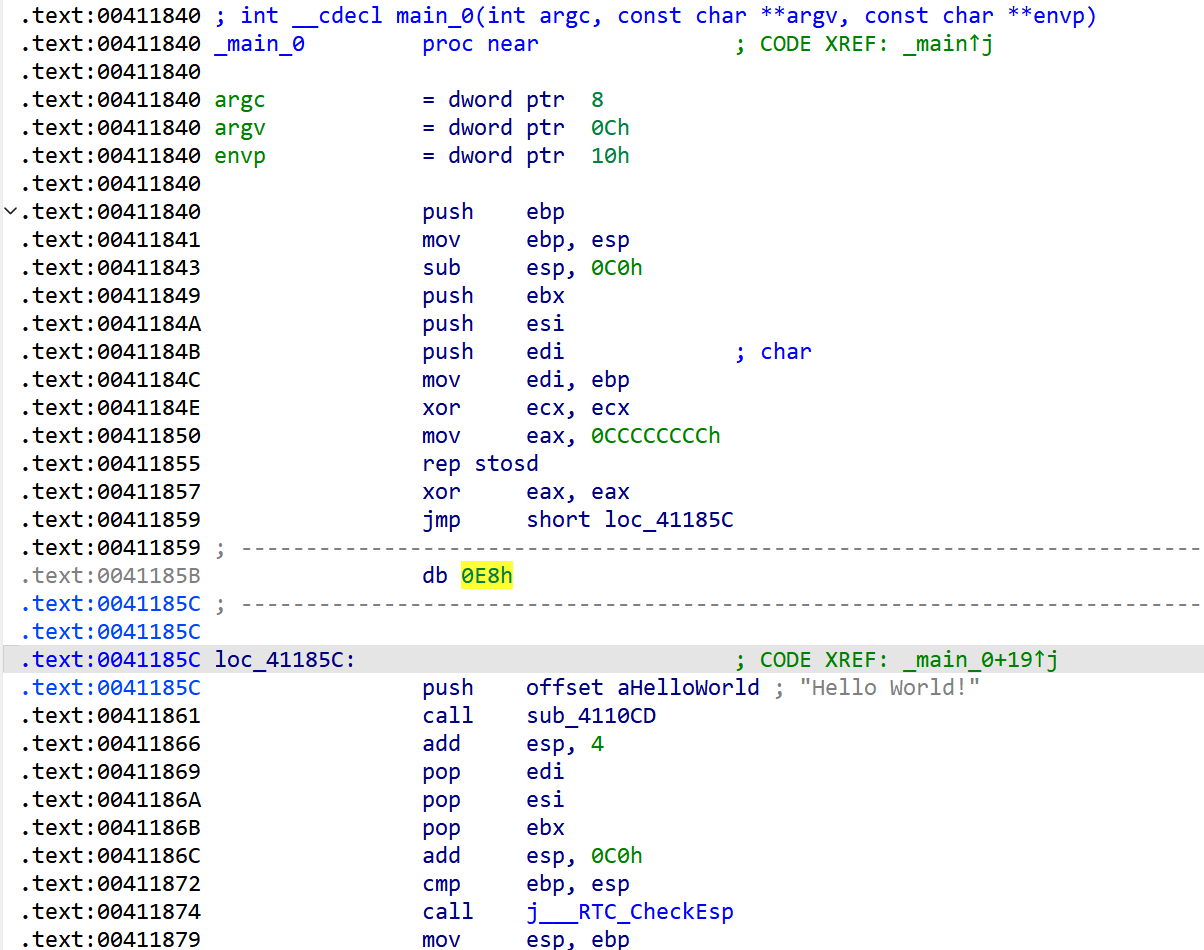 .text:00411840 ; int __cdecl main_0(int argc, const char **argv, const char **envp)
.text:00411840 _main_0 proc near ; CODE XREF: _main↑j
.text:00411840
.text:00411840 argc = dword ptr 8
.text:00411840 argv = dword ptr 0Ch
.text:00411840 envp = dword ptr 10h
.text:00411840
.text:00411840 push ebp
.text:00411841 mov ebp, esp
.text:00411843 sub esp, 0C0h
.text:00411849 push ebx
.text:0041184A push esi
.text:0041184B push edi ; char
.text:0041184C mov edi, ebp
.text:0041184E xor ecx, ecx
.text:00411850 mov eax, 0CCCCCCCCh
.text:00411855 rep stosd
.text:00411857 xor eax, eax
.text:00411859 jmp short loc_41185C
.text:00411859 ; ---------------------------------------------------------------------------
.text:0041185B db 0E8h
.text:0041185C ; ---------------------------------------------------------------------------
.text:0041185C
.text:0041185C loc_41185C: ; CODE XREF: _main_0+19↑j
.text:0041185C push offset aHelloWorld ; "Hello World!"
.text:00411861 call sub_4110CD
.text:00411866 add esp, 4
.text:00411869 pop edi
.text:0041186A pop esi
.text:0041186B pop ebx
.text:0041186C add esp, 0C0h
.text:00411872 cmp ebp, esp
.text:00411874 call j___RTC_CheckEsp
.text:00411879 mov esp, ebp